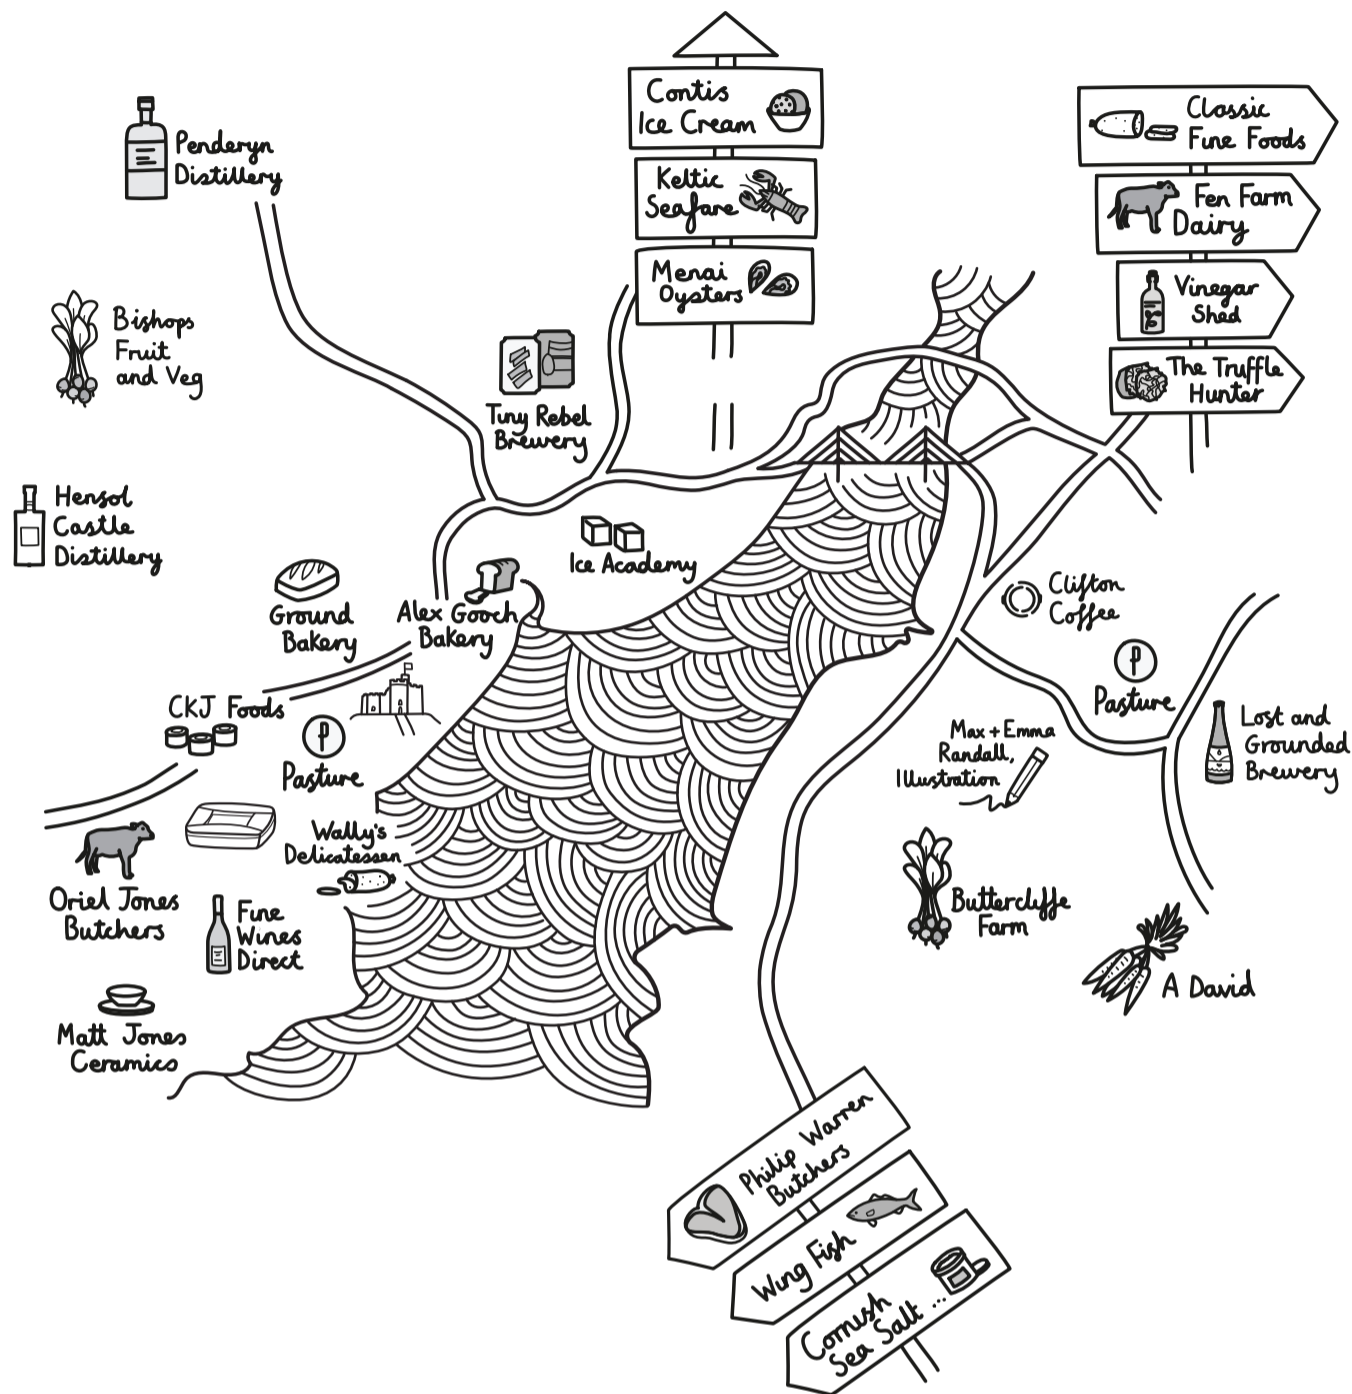 Contis
Ice Cream
Keltic
Seafare
Menai
Oysters
Classic
Fine Foods
Fen Farm
Dairy
Vinegar
Shed
The Truffle
Hunter
Penderyn
Distillery
Bishops
Fruit
and Veg
Tiny Rebel
Brewery
Hensol
Castle
Distillery
Ice Academy
Ground
Bakery
Alex Gooch
Bakery
CKJ Foods
P
Pasture
Clifton
Coffee
P
Pasture
Lost and
Grounded
Brewery
Max + Emma
Randall,
Illustration
Wally's
Delicatessen
Oriel Jones
Butchers
Fine
Wines
Direct
Matt Jones
Ceramics
Buttercliffe
Farm
A David
Philip Warren
Butchers
Wing Fish
Cornish
Sea Salt ...